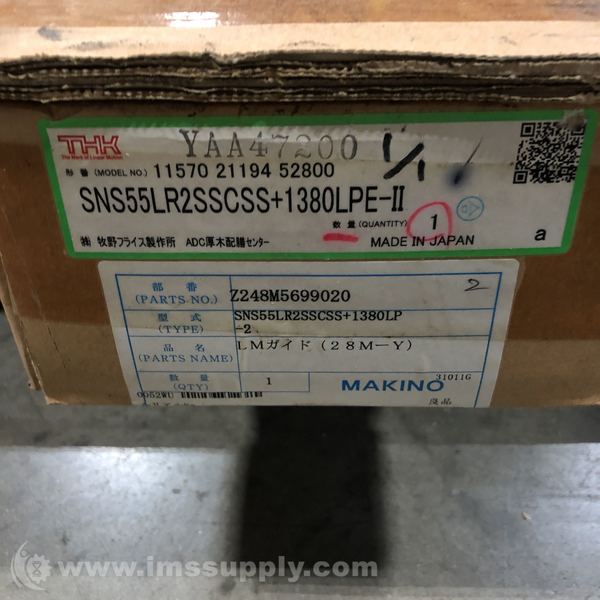 THK
The Mark of Linear Motion
YAA47200 1/1
形番 (MODEL NO.) 11570 21194 52800
SNS55LR2SSCSS+1380LPE-II
数量 (QUANTITY) 1
㈱ 牧野フライス製作所 ADC厚木配膳センター MADE IN JAPAN a
部番 (PARTS NO.) Z248M5699020 2
型式 (TYPE) SNS55LR2SSCSS+1380LP
-2
品名 (PARTS NAME) LMガイド(28M-Y)
数量 (QTY) 1 MAKINO 31011G
0052WU 良品
www.imssupply.com